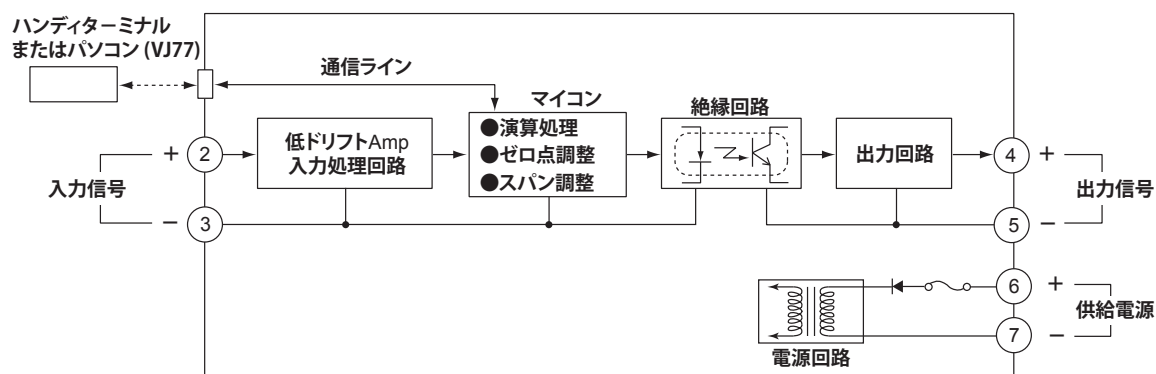 ハンディターミナル
またはパソコン (VJ77)
通信ライン
マイコン
絶縁回路
●演算処理
●ゼロ点調整
●スパン調整
低ドリフトAmp
入力処理回路
出力回路
+ 2
4 +
入力信号
出力信号
− 3
5 −
6 +
供給電源
7 −
電源回路